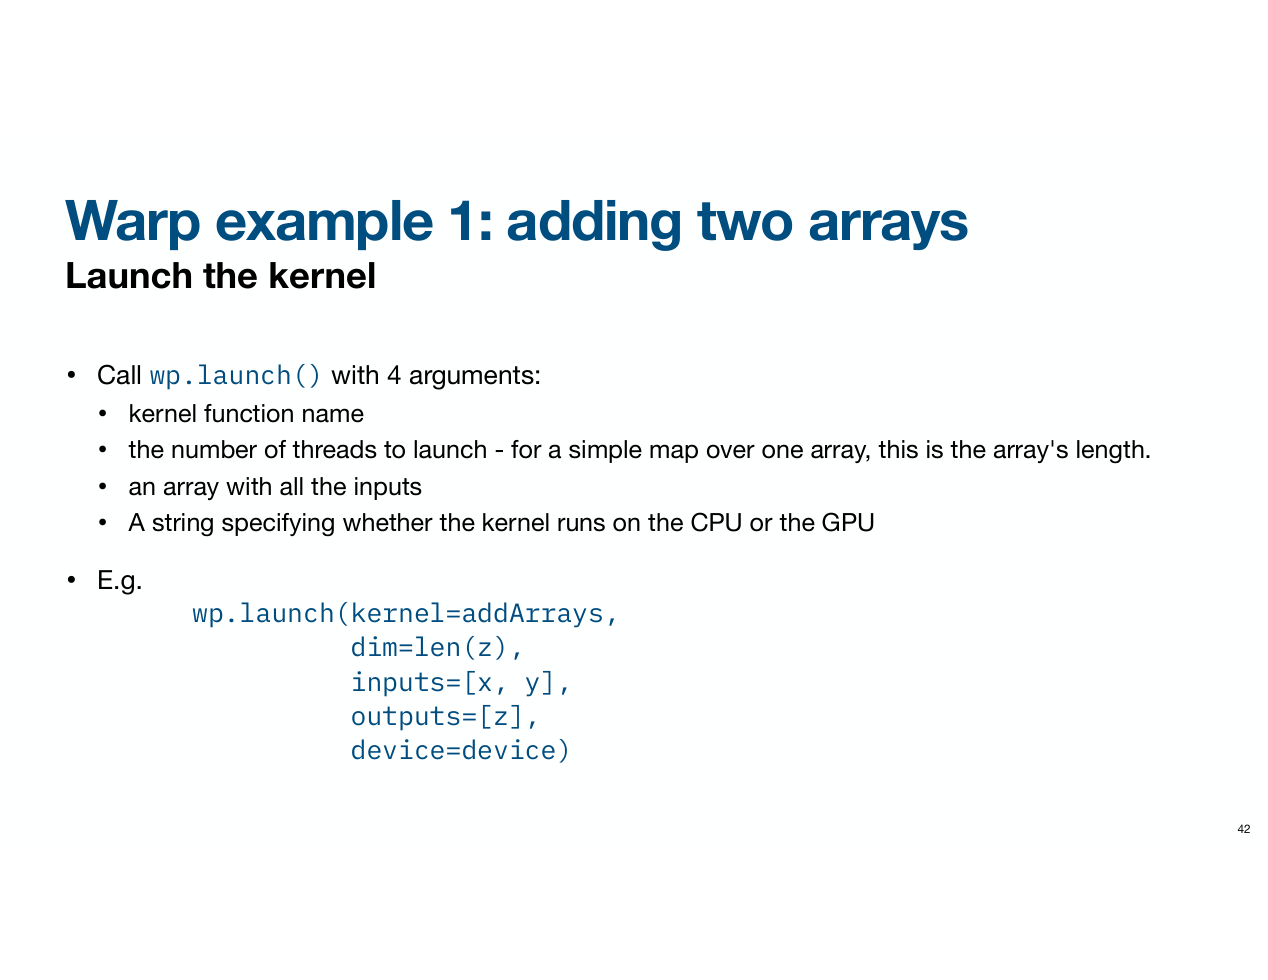 Warp example 1: adding two arrays
Launch the kernel
• Call wp.launch() with 4 arguments:
• kernel function name
• the number of threads to launch - for a simple map over one array, this is the array's length.
• an array with all the inputs
• A string specifying whether the kernel runs on the CPU or the GPU
• E.g.
wp.launch(kernel=addArrays,
dim=len(z),
inputs=[x, y],
outputs=[z],
device=device)
42